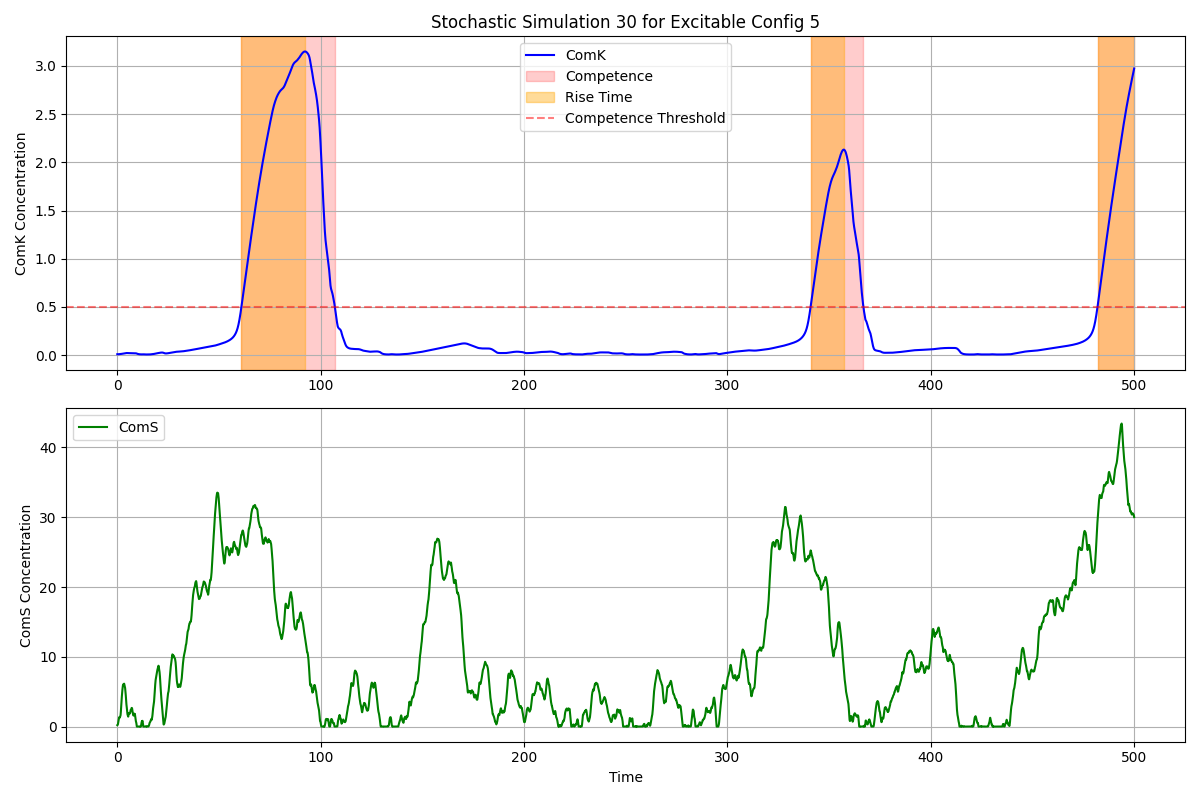 Stochastic Simulation 30 for Excitable Config 5
ComK Concentration
3.0
2.5
2.0
1.5
1.0
0.5
0.0
ComK
Competence
Rise Time
Competence Threshold
0 100 200 300 400 500
ComS Concentration
40
30
20
10
0
ComS
0 100 200 300 400 500
Time